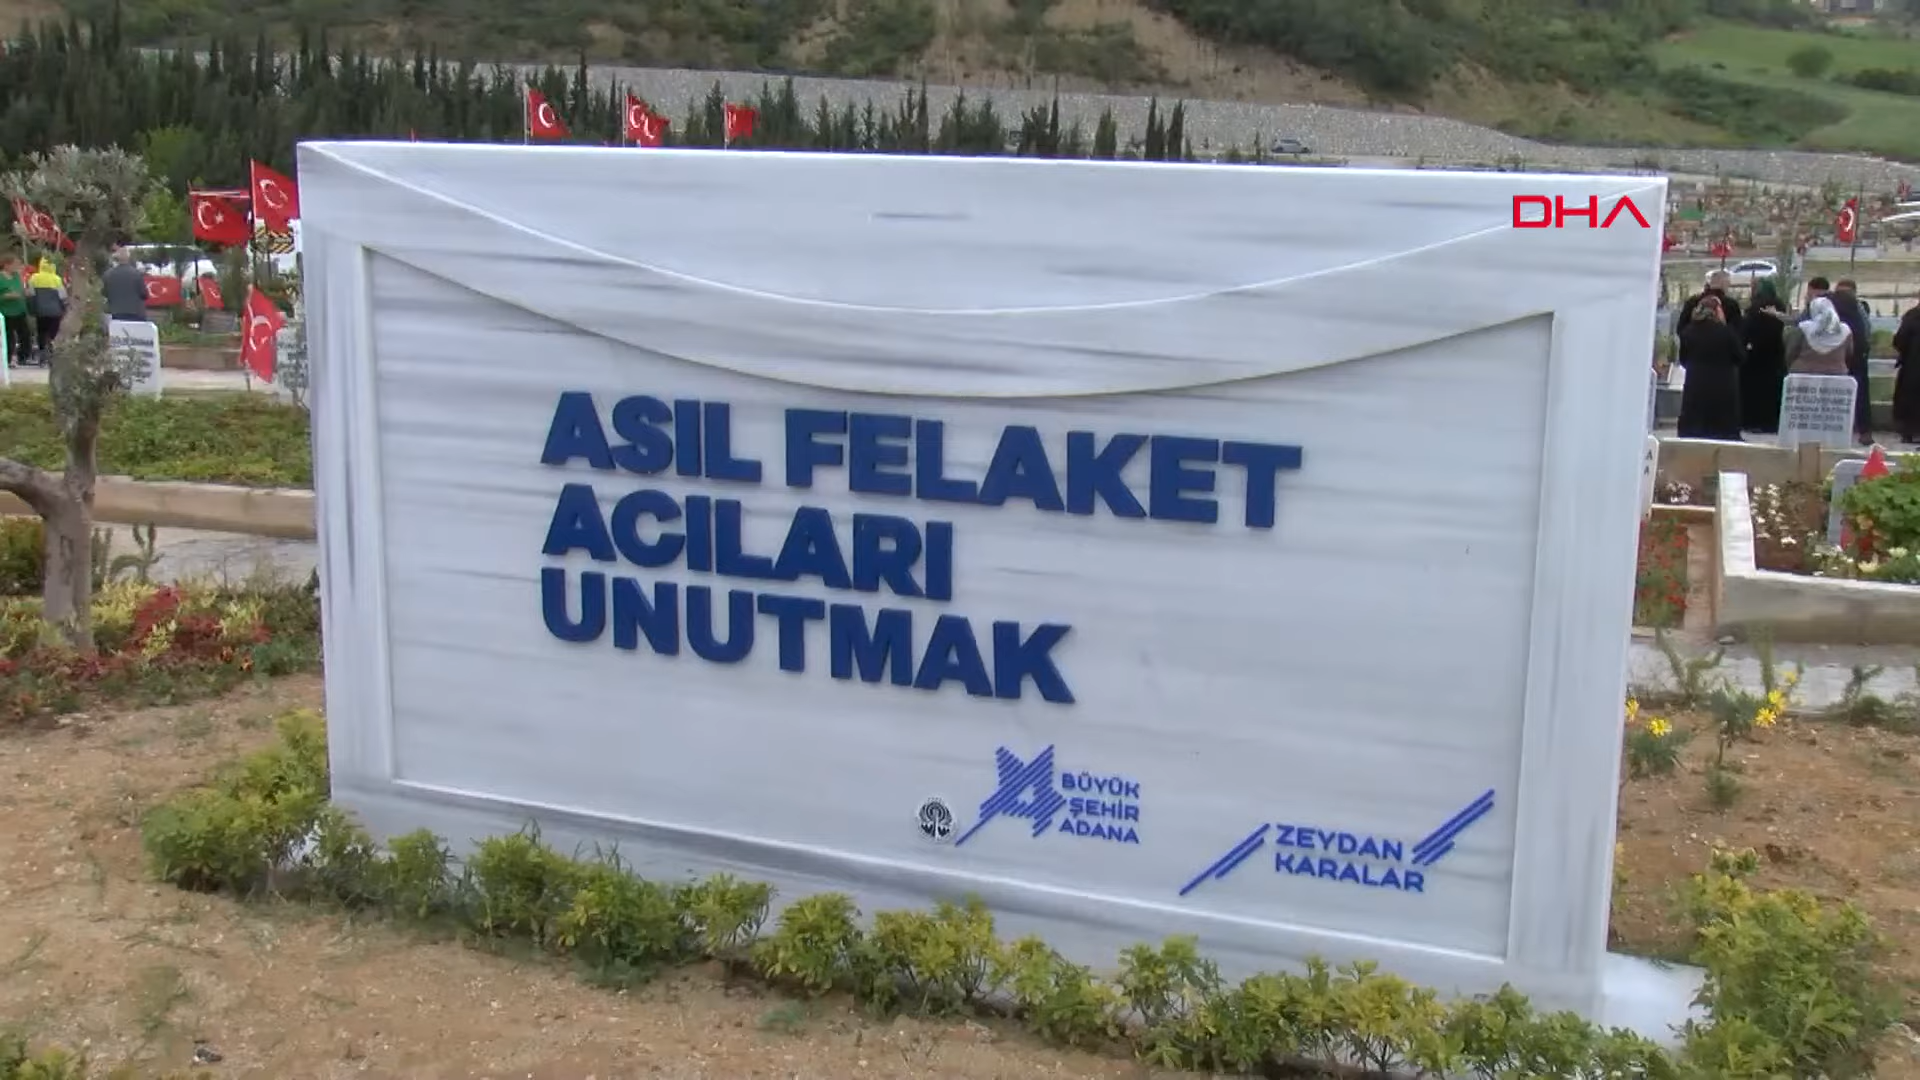 DHA
ASIL FELAKET
ACILARI
UNUTMAK
BÜYÜK
ŞEHİR
ADANA
ZEYDAN
KARALAR